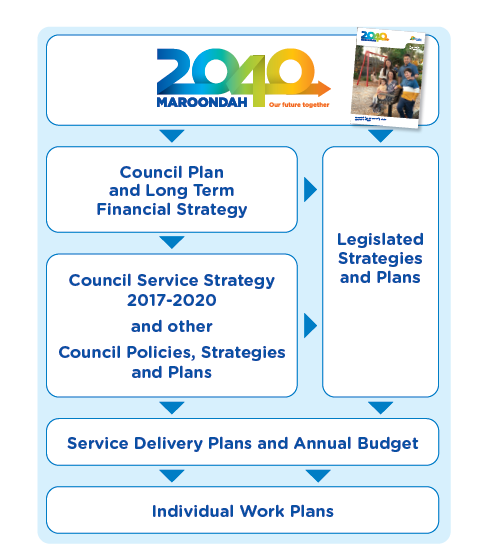 2040
MAROONDAH
Our future together
Council Plan
and Long Term
Financial Strategy
Legislated
Strategies
and Plans
Council Service Strategy
2017-2020
and other
Council Policies, Strategies
and Plans
Service Delivery Plans and Annual Budget
Individual Work Plans